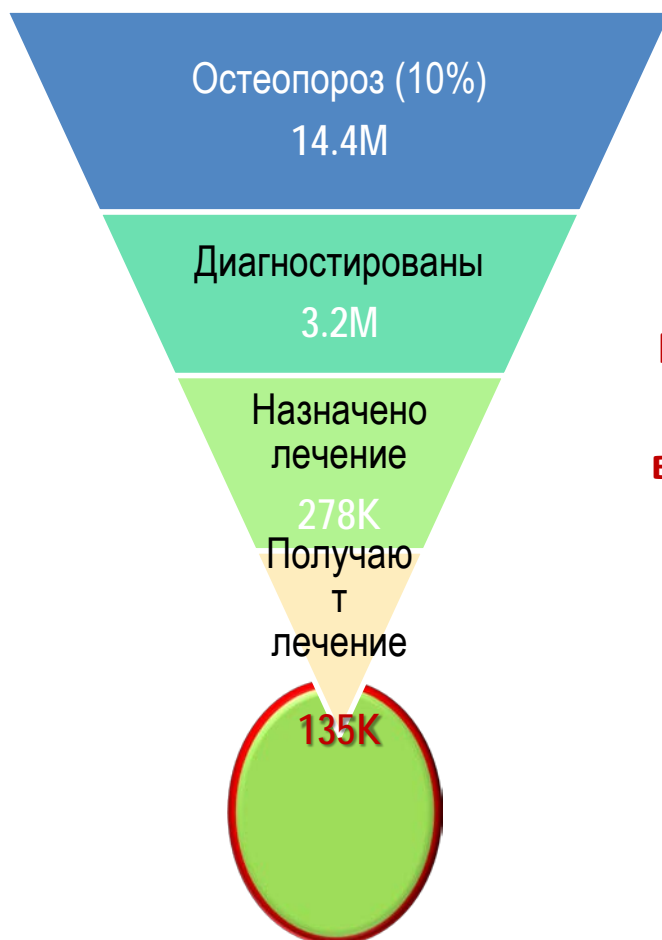 Остеопороз (10%)
14.4M
Диагностированы
3.2M
Назначено
лечение
278K
Получаю
т
лечение
135K